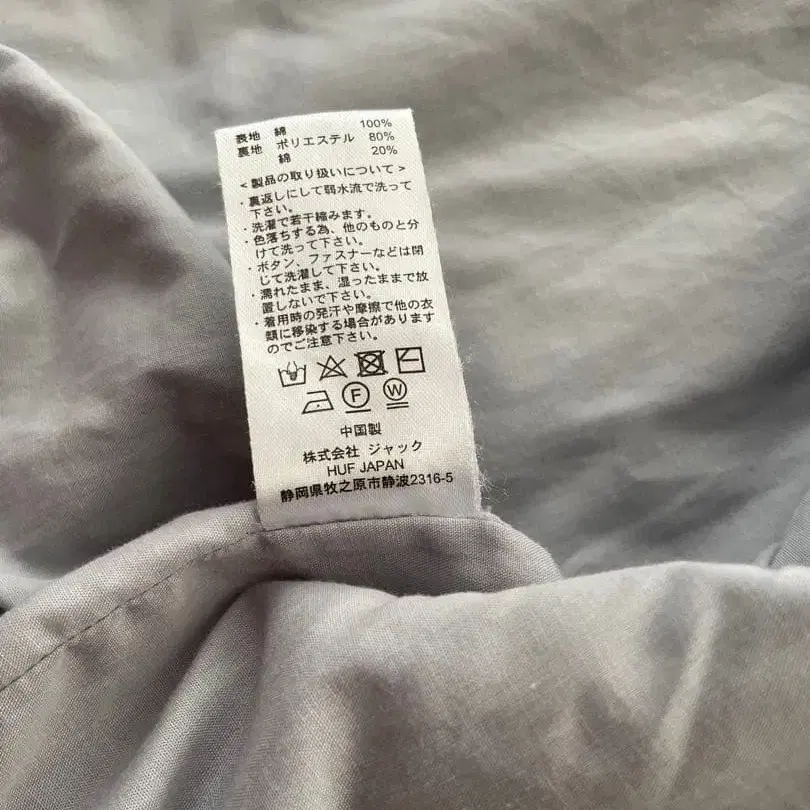 表地 綿 100%
裏地 ポリエステル 80%
綿 20%
<製品の取り扱いについて>
・裏返しにして弱水流で洗って
下さい。
・洗濯で若干縮みます。
・色落ちする為、他のものと分
けて洗って下さい。
・ボタン、ファスナーなどは閉
じて洗濯して下さい。
・濡れたまま、湿ったままで放
置しないで下さい。
・着用時の発汗や摩擦で他の衣
類に移染する場合があります
のでご注意下さい。
F W
中国製
株式会社 ジャック
HUF JAPAN
静岡県牧之原市静波2316-5